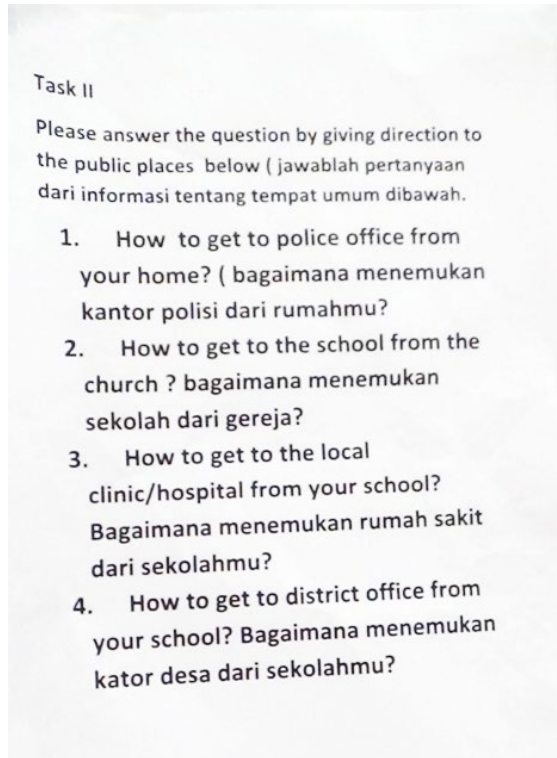 Task II
Please answer the question by giving direction to
the public places below ( jawablah pertanyaan
dari informasi tentang tempat umum dibawah.
1. How to get to police office from
your home? ( bagaimana menemukan
kantor polisi dari rumahmu?
2. How to get to the school from the
church ? bagaimana menemukan
sekolah dari gereja?
3. How to get to the local
clinic/hospital from your school?
Bagaimana menemukan rumah sakit
dari sekolahmu?
4. How to get to district office from
your school? Bagaimana menemukan
kator desa dari sekolahmu?